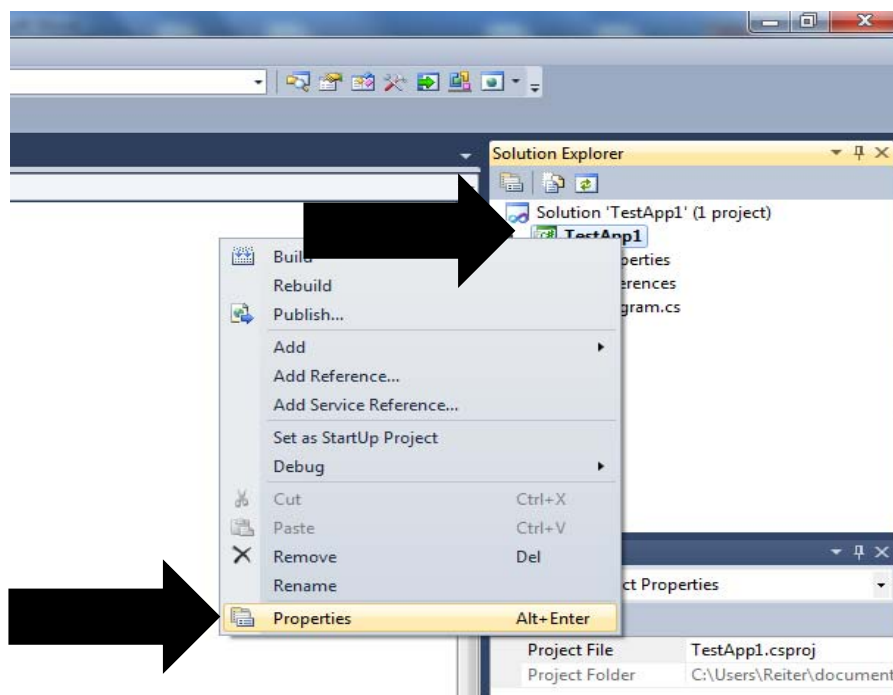 Solution Explorer
Solution 'TestApp1' (1 project)
TestApp1
perties
erences
gram.cs
Build
Rebuild
Publish...
Add
Add Reference...
Add Service Reference...
Set as StartUp Project
Debug
Cut Ctrl+X
Paste Ctrl+V
Remove Del
Rename
Properties Alt+Enter
ct Properties
Project File TestApp1.csproj
Project Folder C:\Users\Reiter\document